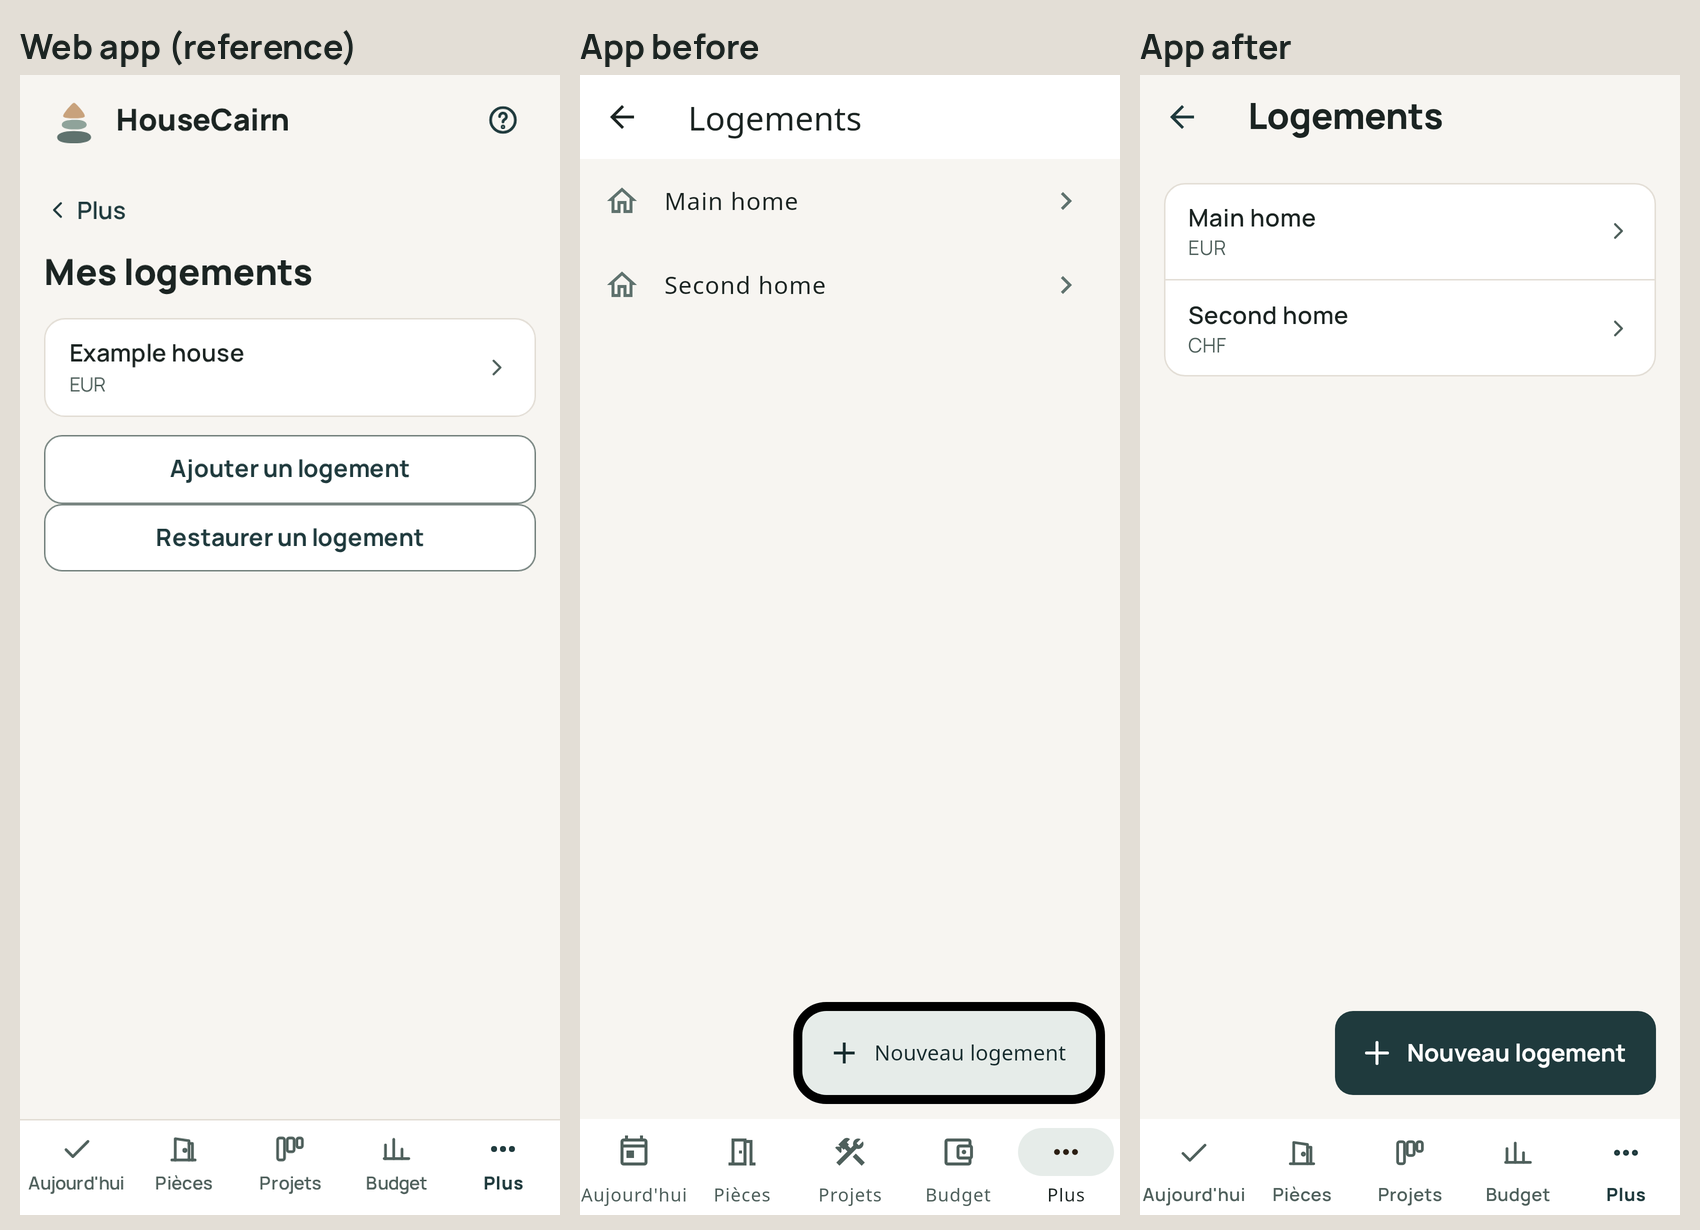 Web app (reference)
HouseCairn
Plus
Mes logements
Example house
EUR
Ajouter un logement
Restaurer un logement
Aujourd'hui
Pièces
Projets
Budget
Plus
App before
Logements
Main home
Second home
Nouveau logement
Aujourd'hui
Pièces
Projets
Budget
Plus
App after
Logements
Main home
EUR
Second home
CHF
Nouveau logement
Aujourd'hui
Pièces
Projets
Budget
Plus